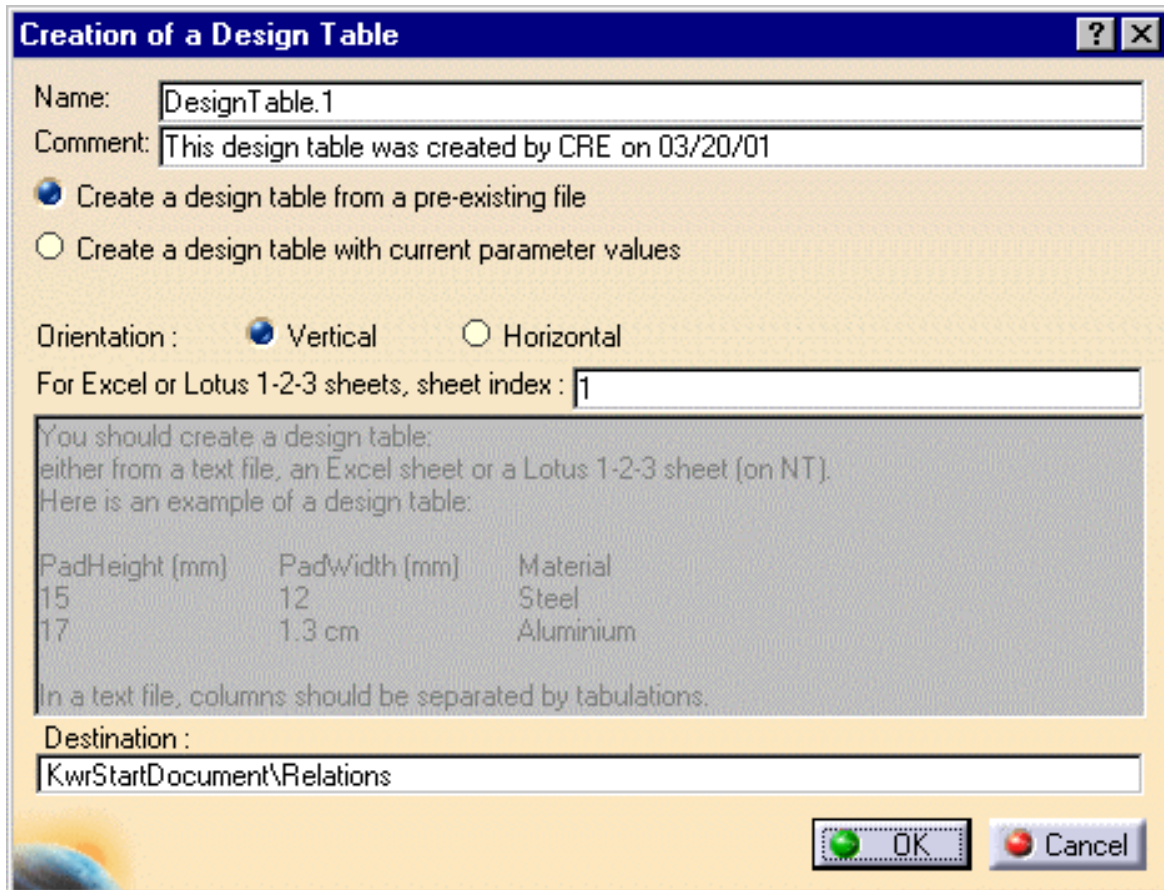 Creation of a Design Table
?
Name: DesignTable.1
Comment: This design table was created by CRE on 03/20/01
Create a design table from a pre-existing file
Create a design table with current parameter values
Orientation : Vertical Horizontal
For Excel or Lotus 1-2-3 sheets, sheet index : 1
You should create a design table:
either from a text file, an Excel sheet or a Lotus 1-2-3 sheet (on NT).
Here is an example of a design table:
PadHeight (mm) PadWidth (mm) Material
15 12 Steel
17 1.3 cm Aluminium
In a text file, columns should be separated by tabulations.
Destination :
KwrStartDocument\Relations
OK Cancel